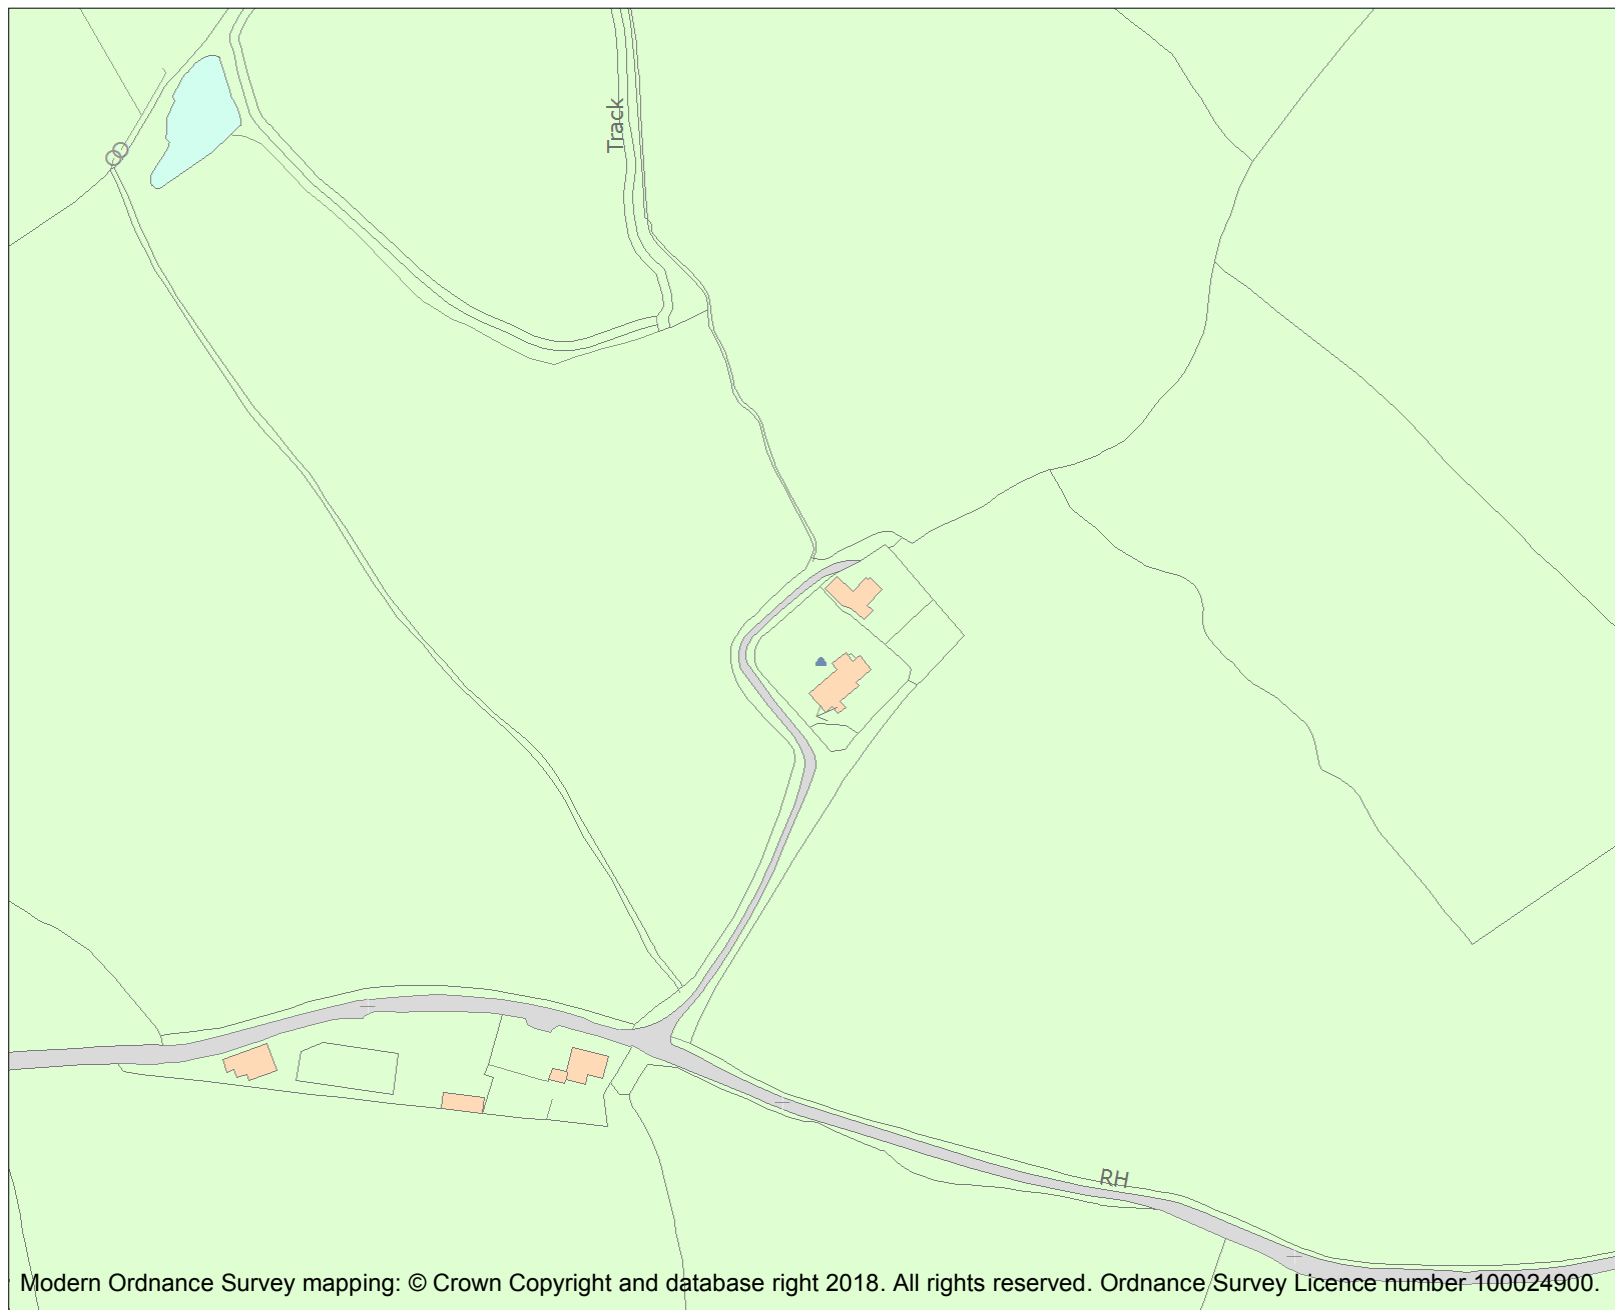 Track
RH
Modern Ordnance Survey mapping: © Crown Copyright and database right 2018. All rights reserved. Ordnance Survey Licence number 100024900.